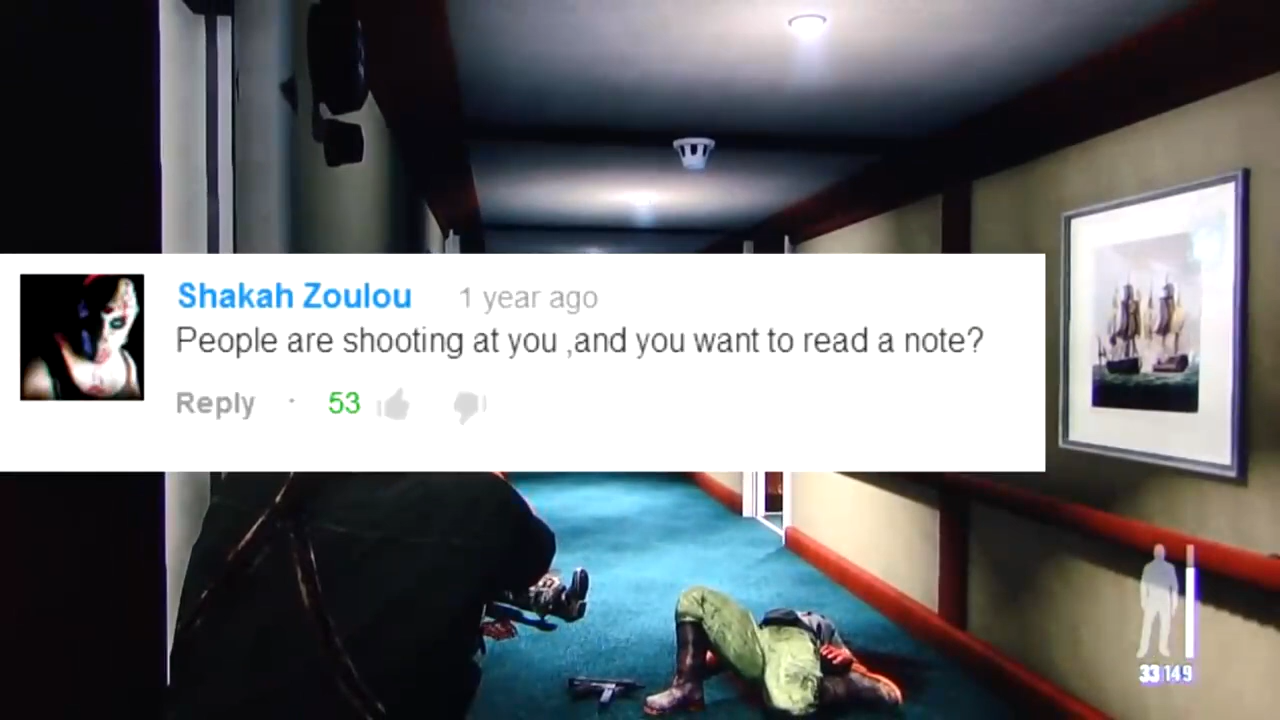 Shakah Zoulou 1 year ago
People are shooting at you ,and you want to read a note?
Reply · 53
33 149